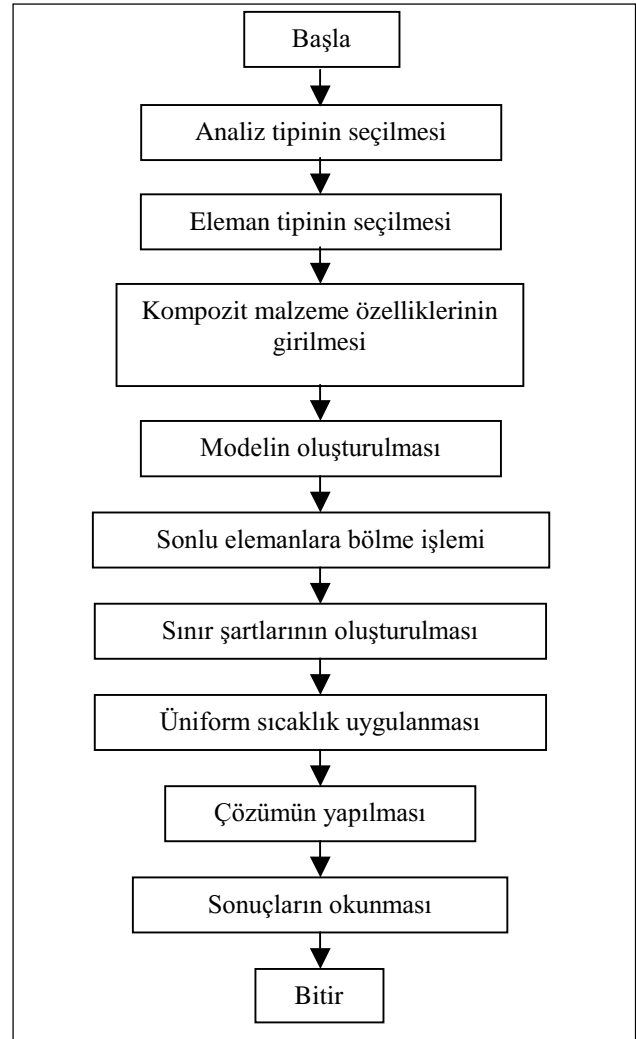 Başla
Analiz tipinin seçilmesi
Eleman tipinin seçilmesi
Kompozit malzeme özelliklerinin
girilmesi
Modelin oluşturulması
Sonlu elemanlara bölme işlemi
Sınır şartlarının oluşturulması
Üniform sıcaklık uygulanması
Çözümün yapılması
Sonuçların okunması
Bitir